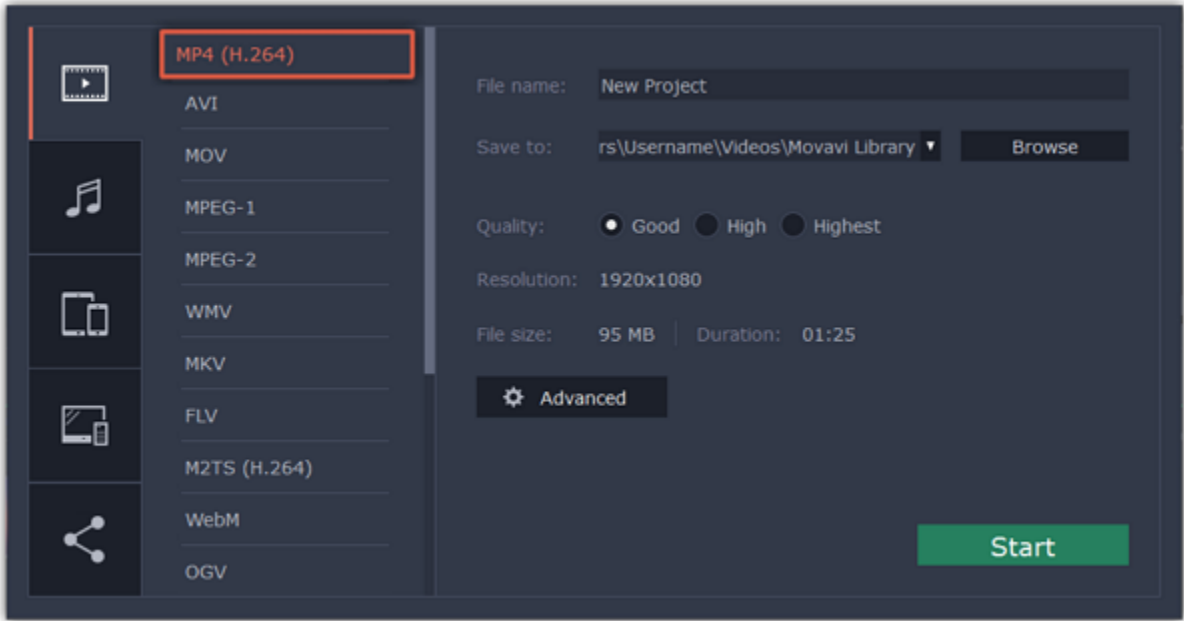 MP4 (H.264)
AVI
MOV
MPEG-1
MPEG-2
WMV
MKV
FLV
M2TS (H.264)
WebM
OGV
File name: New Project
Save to: rs\Username\Videos\Movavi Library Browse
Quality: Good High Highest
Resolution: 1920x1080
File size: 95 MB Duration: 01:25
Advanced
Start